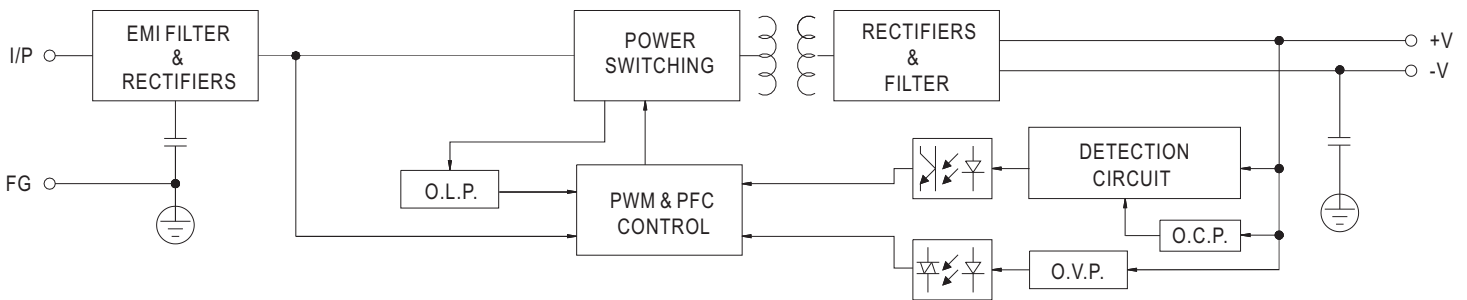 I/P
EMI FILTER
&
RECTIFIERS
POWER
SWITCHING
RECTIFIERS
&
FILTER
+V
-V
FG
O.L.P.
PWM & PFC
CONTROL
DETECTION
CIRCUIT
O.C.P.
O.V.P.